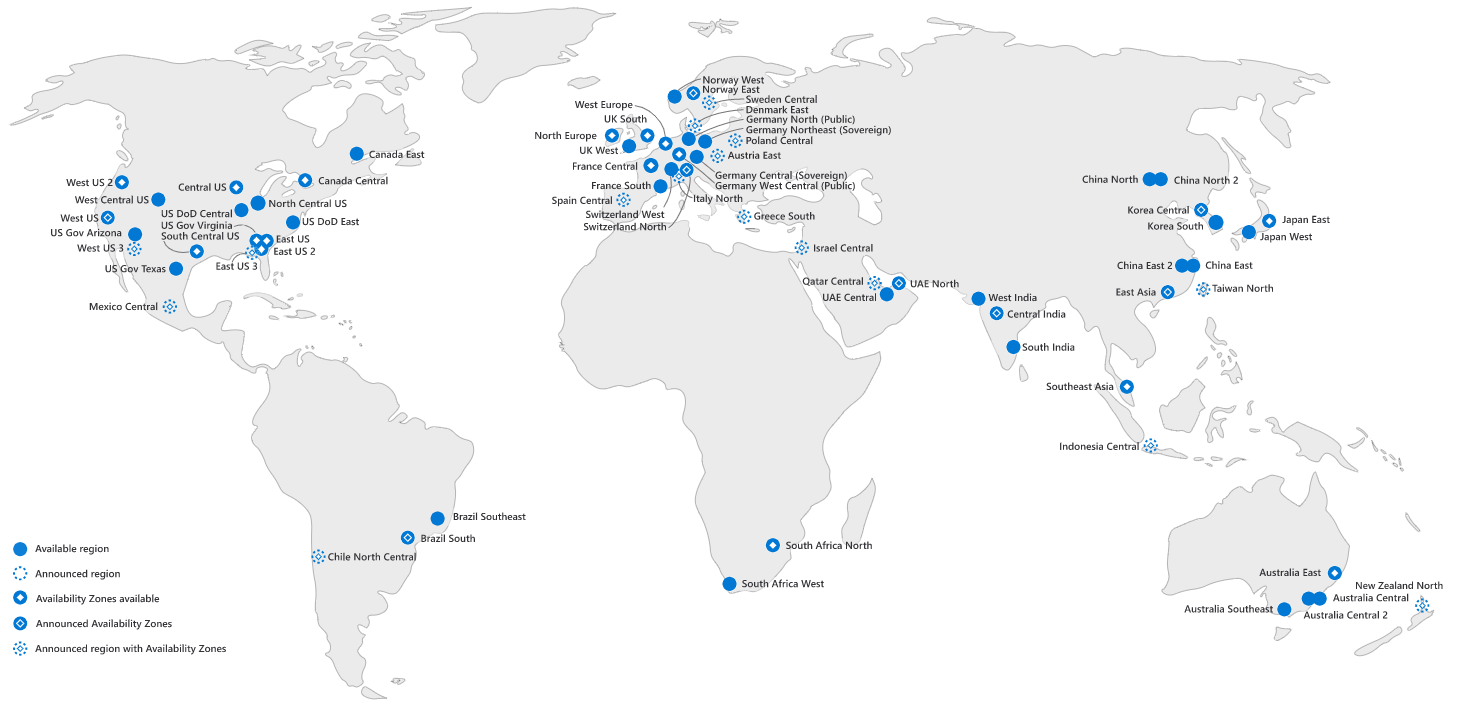 Norway West
Norway East
Sweden Central
West Europe
Denmark East
UK South
Germany North (Public)
Germany Northeast (Sovereign)
North Europe
Poland Central
UK West
Austria East
France Central
Germany Central (Sovereign)
Germany West Central (Public)
France South
Italy North
Spain Central
Switzerland West
Switzerland North
Greece South
Canada East
Canada Central
West US 2
Central US
West Central US
North Central US
US DoD Central
West US
US DoD East
US Gov Virginia
US Gov Arizona
South Central US
East US
West US 3
East US 2
East US 3
US Gov Texas
Mexico Central
Israel Central
Qatar Central
UAE North
UAE Central
West India
Central India
South India
China North
China North 2
Korea Central
Korea South
Japan East
Japan West
China East 2
China East
East Asia
Taiwan North
Southeast Asia
Indonesia Central
Brazil Southeast
Brazil South
Chile North Central
South Africa North
South Africa West
Australia East
New Zealand North
Australia Central
Australia Southeast
Australia Central 2
Available region
Announced region
Availability Zones available
Announced Availability Zones
Announced region with Availability Zones